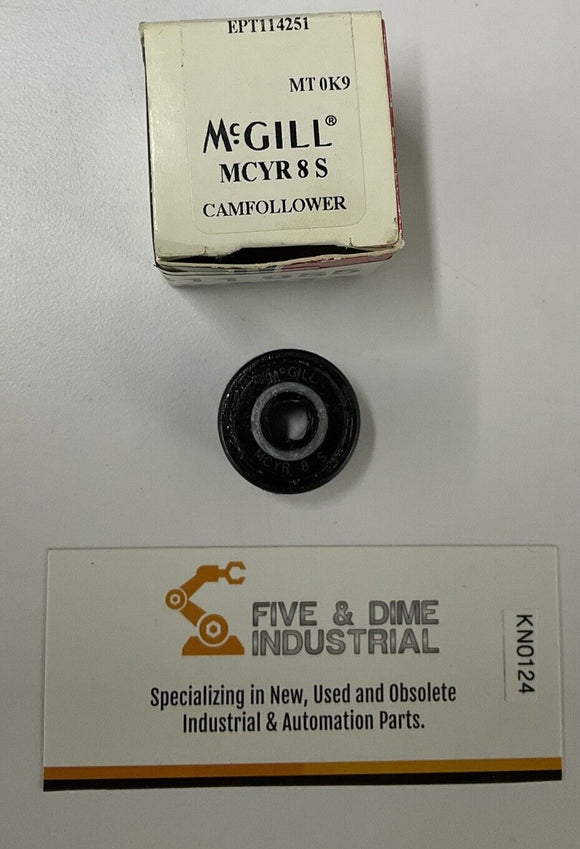 EPT114251
MT 0K9
McGILL®
MCYR 8 S
CAMFOLLOWER
McGILL
MCYR 8 S
FIVE & DIME
INDUSTRIAL
KN0124
Specializing in New, Used and Obsolete
Industrial & Automation Parts.